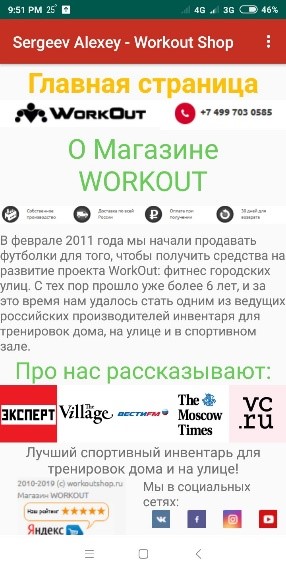 9:51 PM 25° 4G 3G 46%
Sergeev Alexey - Workout Shop
Главная страница
WorkOut +7 499 703 0585
О Магазине
WORKOUT
Собственное производство
Доставка по всей России
Оплата при получении
30 дней для возврата
В феврале 2011 года мы начали продавать
футболки для того, чтобы получить средства на
развитие проекта WorkOut: фитнес городских
улиц. С тех пор прошло уже более 6 лет, и за
это время нам удалось стать одним из ведущих
российских производителей инвентаря для
тренировок дома, на улице и в спортивном
зале.
Про нас рассказывают:
ЭКСПЕРТ
The Village
ВЕСТИFM
The Moscow Times
vc.ru
Лучший спортивный инвентарь для
тренировок дома и на улице!
2010-2019 (c) workoutshop.ru
Магазин WORKOUT
Наш рейтинг
Яндекс
Мы в социальных
сетях: